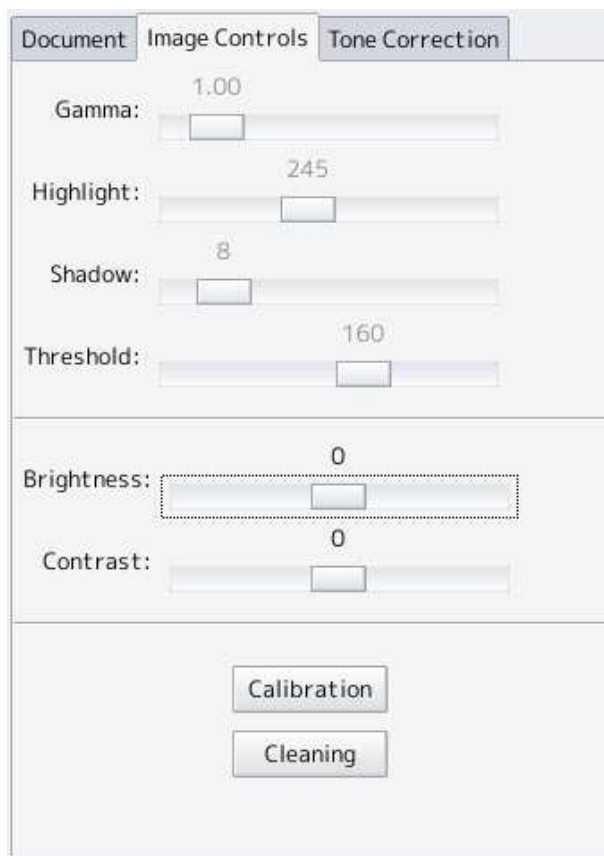 Document Image Controls Tone Correction
1.00
Gamma:
245
Highlight:
8
Shadow:
160
Threshold:
0
Brightness:
0
Contrast:
Calibration
Cleaning